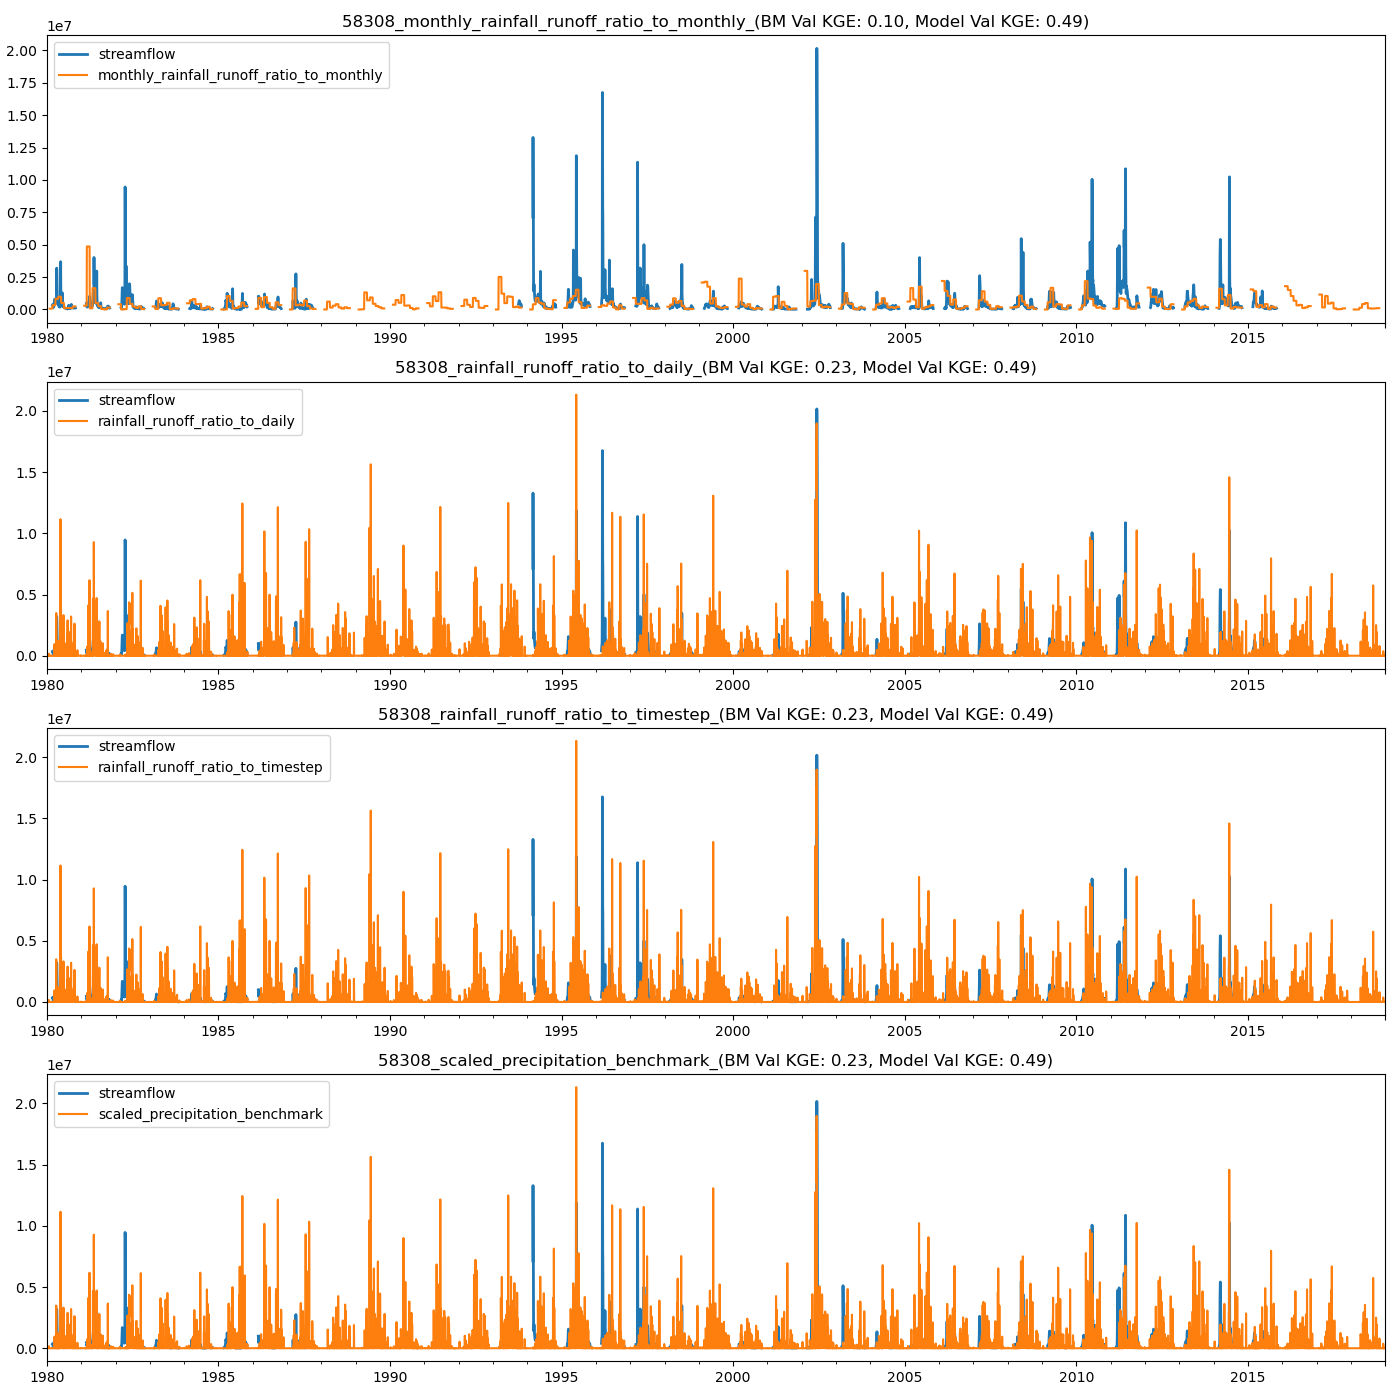 58308_monthly_rainfall_runoff_ratio_to_monthly_(BM Val KGE: 0.10, Model Val KGE: 0.49)
1e7
streamflow
monthly_rainfall_runoff_ratio_to_monthly
2.00
1.75
1.50
1.25
1.00
0.75
0.50
0.25
0.00
1980 1985 1990 1995 2000 2005 2010 2015
58308_rainfall_runoff_ratio_to_daily_(BM Val KGE: 0.23, Model Val KGE: 0.49)
1e7
streamflow
rainfall_runoff_ratio_to_daily
2.0
1.5
1.0
0.5
0.0
1980 1985 1990 1995 2000 2005 2010 2015
58308_rainfall_runoff_ratio_to_timestep_(BM Val KGE: 0.23, Model Val KGE: 0.49)
1e7
streamflow
rainfall_runoff_ratio_to_timestep
2.0
1.5
1.0
0.5
0.0
1980 1985 1990 1995 2000 2005 2010 2015
58308_scaled_precipitation_benchmark_(BM Val KGE: 0.23, Model Val KGE: 0.49)
1e7
streamflow
scaled_precipitation_benchmark
2.0
1.5
1.0
0.5
0.0
1980 1985 1990 1995 2000 2005 2010 2015